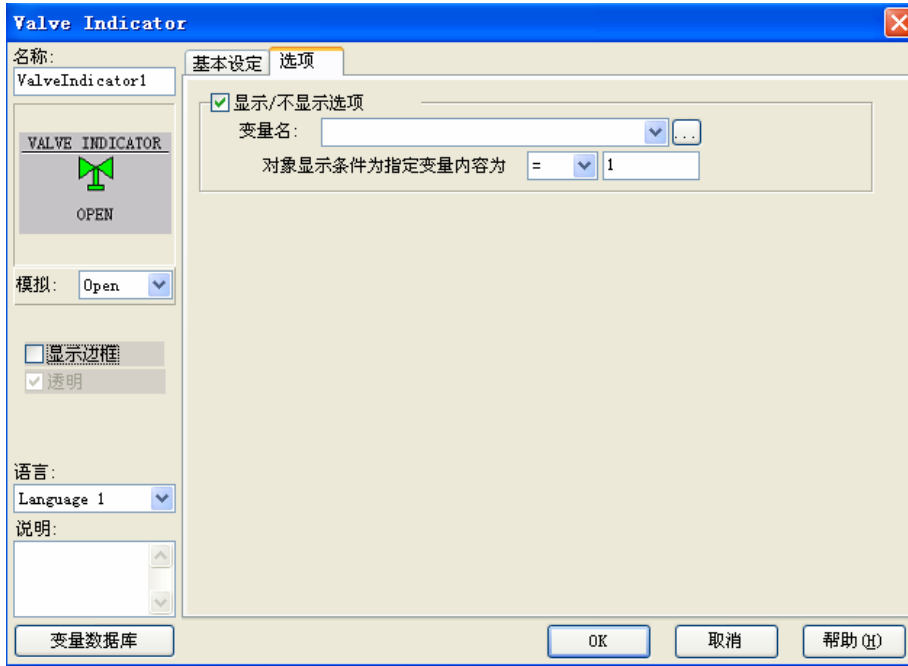 Valve Indicator
名称:
ValveIndicator1
基本设定 选项
显示/不显示选项
变量名: ...
对象显示条件为指定变量内容为 = 1
VALVE INDICATOR
OPEN
模拟: Open
显示边框
透明
语言:
Language 1
说明:
变量数据库
OK 取消 帮助(H)